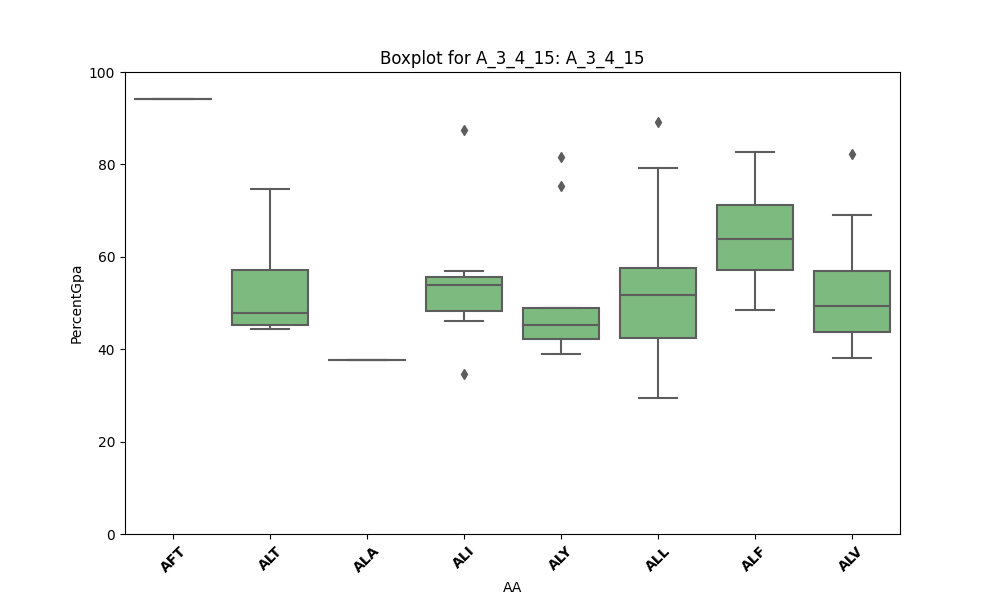 Boxplot for A_3_4_15: A_3_4_15
100
80
60
40
20
0
PercentGpa
AFT
ALT
ALA
ALI
ALY
ALL
ALF
ALV
AA